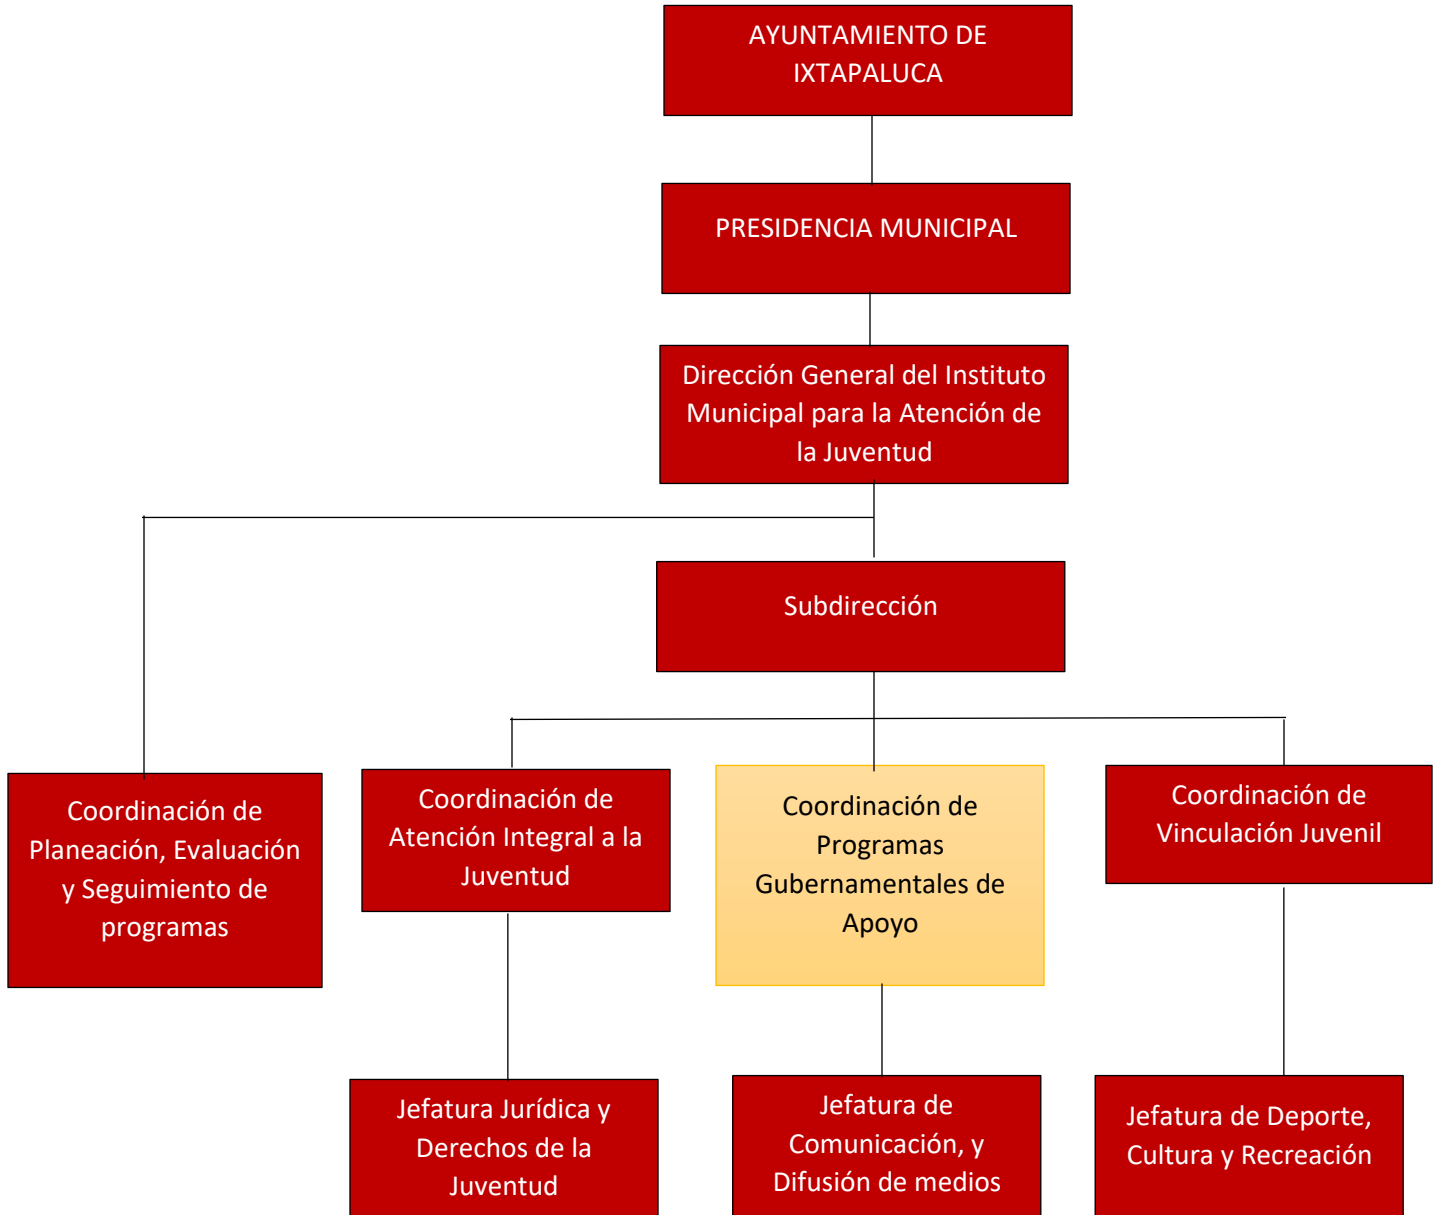 AYUNTAMIENTO DE
IXTAPALUCA
PRESIDENCIA MUNICIPAL
Dirección General del Instituto
Municipal para la Atención de
la Juventud
Subdirección
Coordinación de
Planeación, Evaluación
y Seguimiento de
programas
Coordinación de
Atención Integral a la
Juventud
Coordinación de
Programas
Gubernamentales de
Apoyo
Coordinación de
Vinculación Juvenil
Jefatura Jurídica y
Derechos de la
Juventud
Jefatura de
Comunicación, y
Difusión de medios
Jefatura de Deporte,
Cultura y Recreación